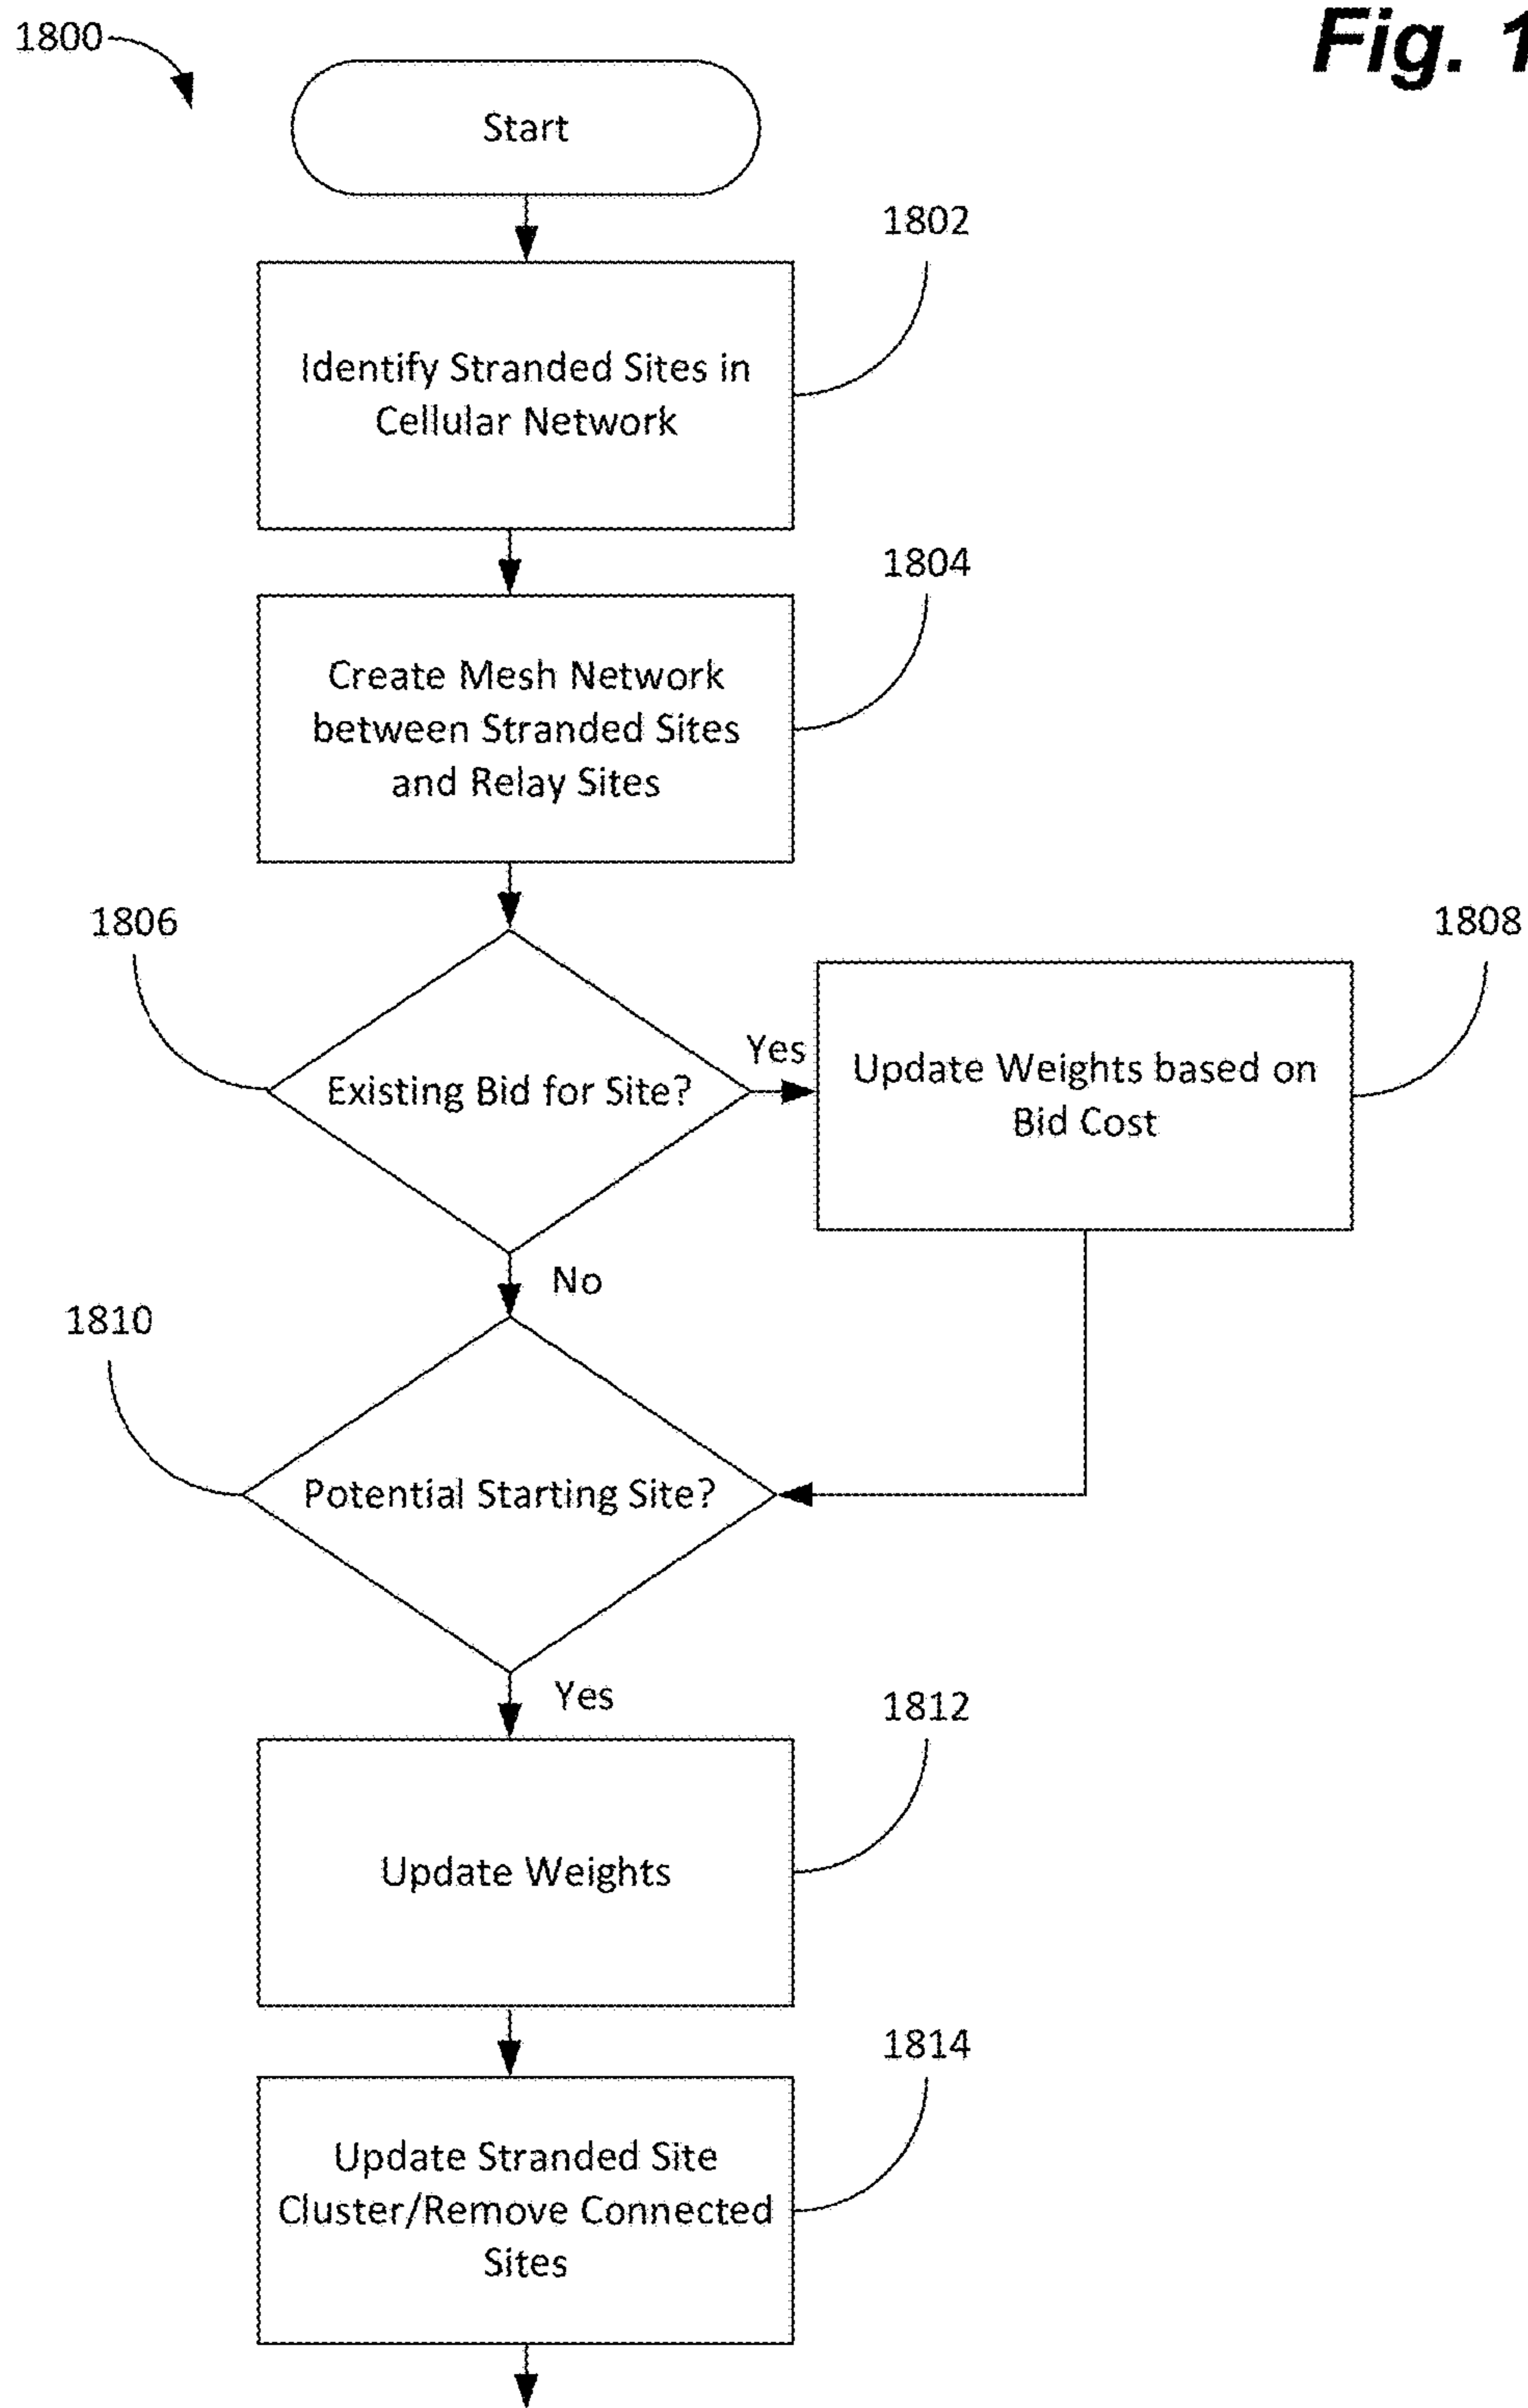 Fig. 1
1800
Start
1802
Identify Stranded Sites in
Cellular Network
1804
Create Mesh Network
between Stranded Sites
and Relay Sites
1806
1808
Existing Bid for Site?
Yes
Update Weights based on
Bid Cost
No
1810
Potential Starting Site?
Yes
1812
Update Weights
1814
Update Stranded Site
Cluster/Remove Connected
Sites